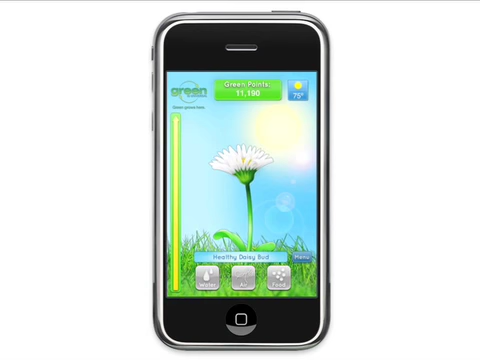 green
Green Points:
11,190
75°
Healthy Daisy Bud
Menu
Water
Air
Food